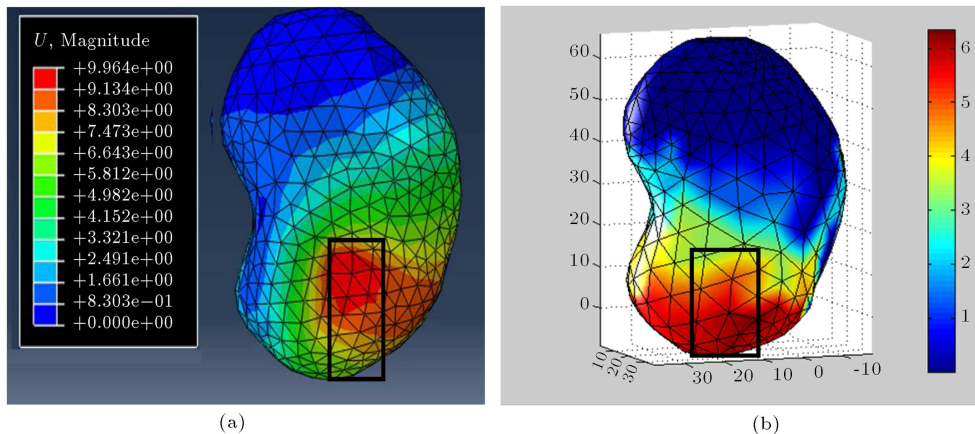 U, Magnitude
+9.964e+00
+9.134e+00
+8.303e+00
+7.473e+00
+6.643e+00
+5.812e+00
+4.982e+00
+4.152e+00
+3.321e+00
+2.491e+00
+1.661e+00
+8.303e−01
+0.000e+00
(a)
60
50
40
30
20
10
0
10
20
30
30
20
10
0
-10
6
5
4
3
2
1
(b)